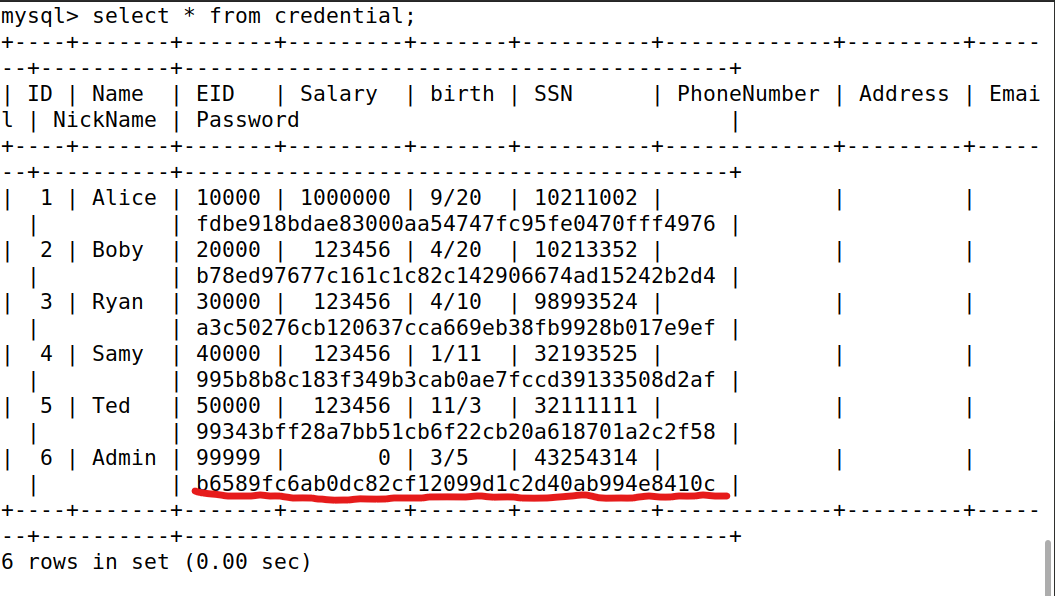 mysql> select * from credential;
+----+-------+-------+---------+-------+----------+-------------+---------+-----
--+----------+------------------------------------------+
| ID | Name  | EID   | Salary  | birth | SSN      | PhoneNumber | Address | Emai
l | NickName | Password                                 |
+----+-------+-------+---------+-------+----------+-------------+---------+-----
--+----------+------------------------------------------+
|  1 | Alice | 10000 | 1000000 | 9/20  | 10211002 |             |         |
  |          | fdbe918bdae83000aa54747fc95fe0470fff4976 |
|  2 | Boby  | 20000 |  123456 | 4/20  | 10213352 |             |         |
  |          | b78ed97677c161c1c82c142906674ad15242b2d4 |
|  3 | Ryan  | 30000 |  123456 | 4/10  | 98993524 |             |         |
  |          | a3c50276cb120637cca669eb38fb9928b017e9ef |
|  4 | Samy  | 40000 |  123456 | 1/11  | 32193525 |             |         |
  |          | 995b8b8c183f349b3cab0ae7fccd39133508d2af |
|  5 | Ted   | 50000 |  123456 | 11/3  | 32111111 |             |         |
  |          | 99343bff28a7bb51cb6f22cb20a618701a2c2f58 |
|  6 | Admin | 99999 |       0 | 3/5   | 43254314 |             |         |
  |          | b6589fc6ab0dc82cf12099d1c2d40ab994e8410c |
+----+-------+-------+---------+-------+----------+-------------+---------+-----
--+----------+------------------------------------------+
6 rows in set (0.00 sec)